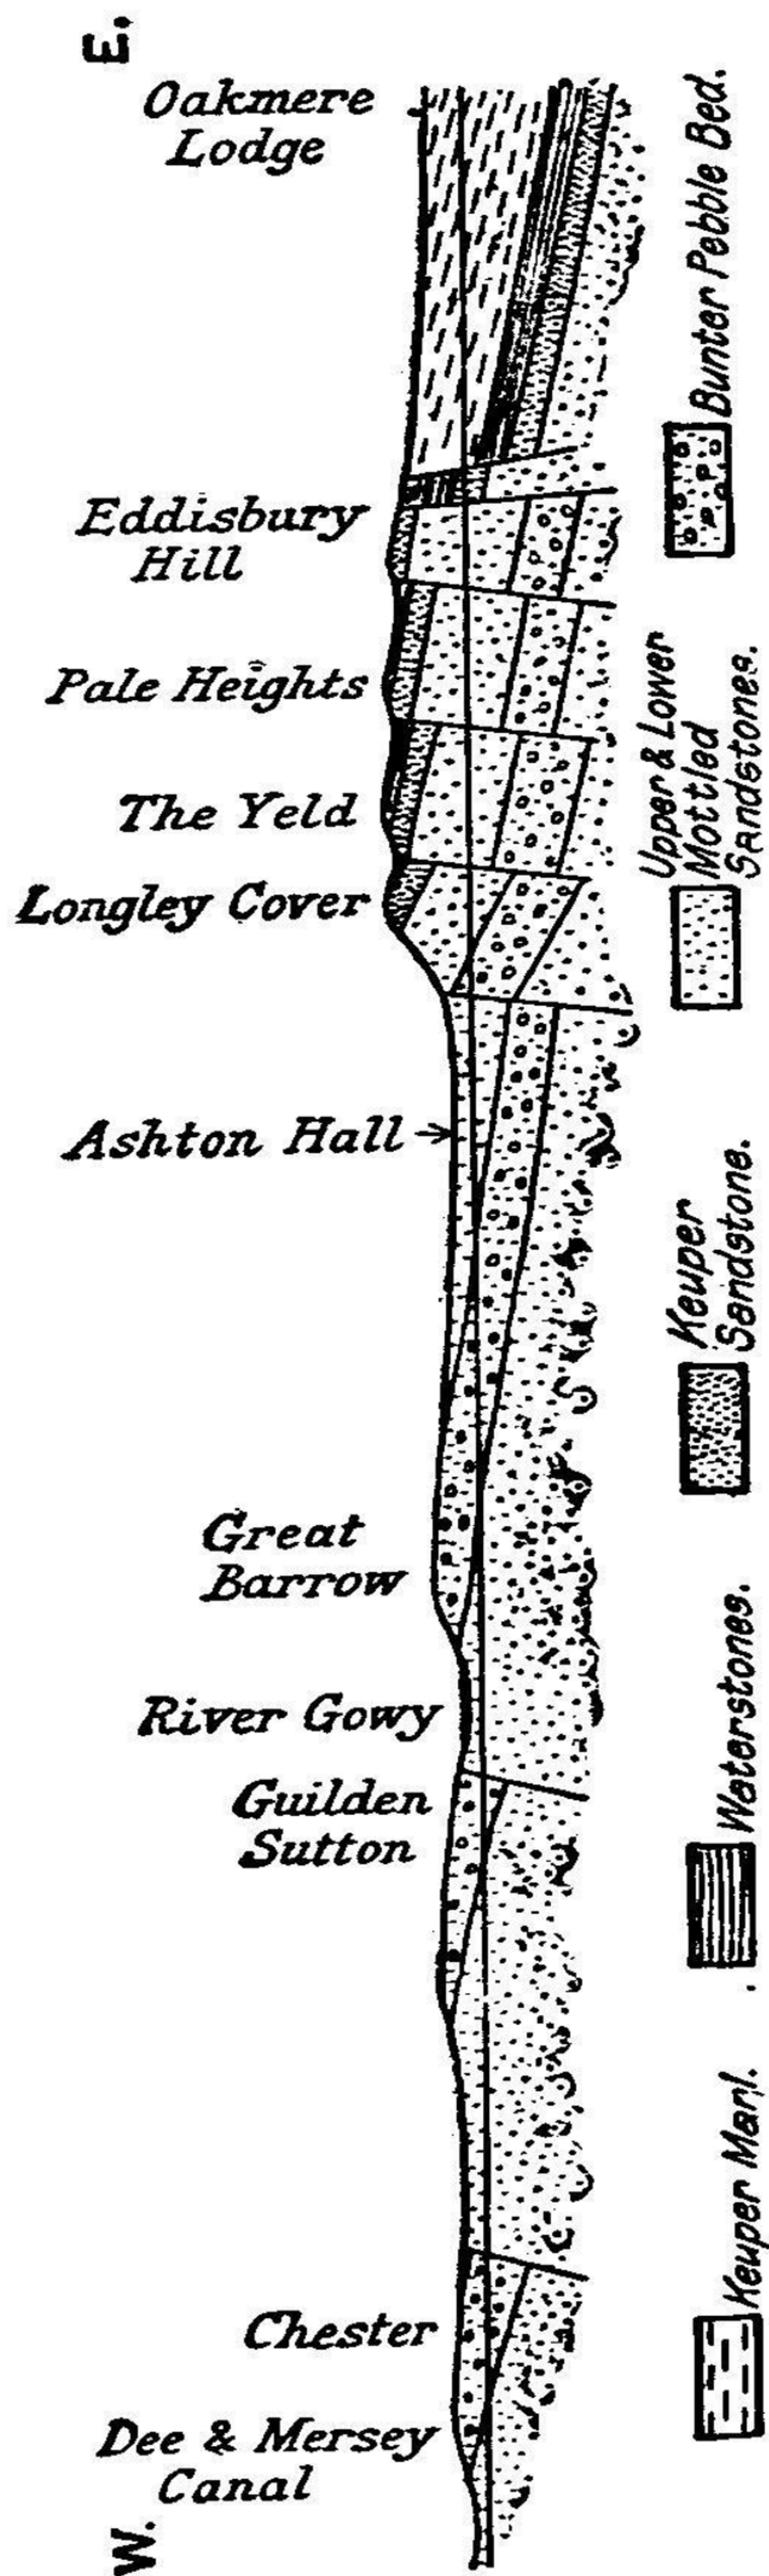 W.
E.
Dee & Mersey
Canal
Chester
Guilden
Sutton
River Gowy
Great
Barrow
Ashton Hall
Longley Cover
The Yeld
Pale Heights
Eddisbury
Hill
Oakmere
Lodge
Keuper Marl.
Waterstones.
Keuper
Sandstone.
Upper & Lower
Mottled
Sandstones.
Bunter Pebble Bed.